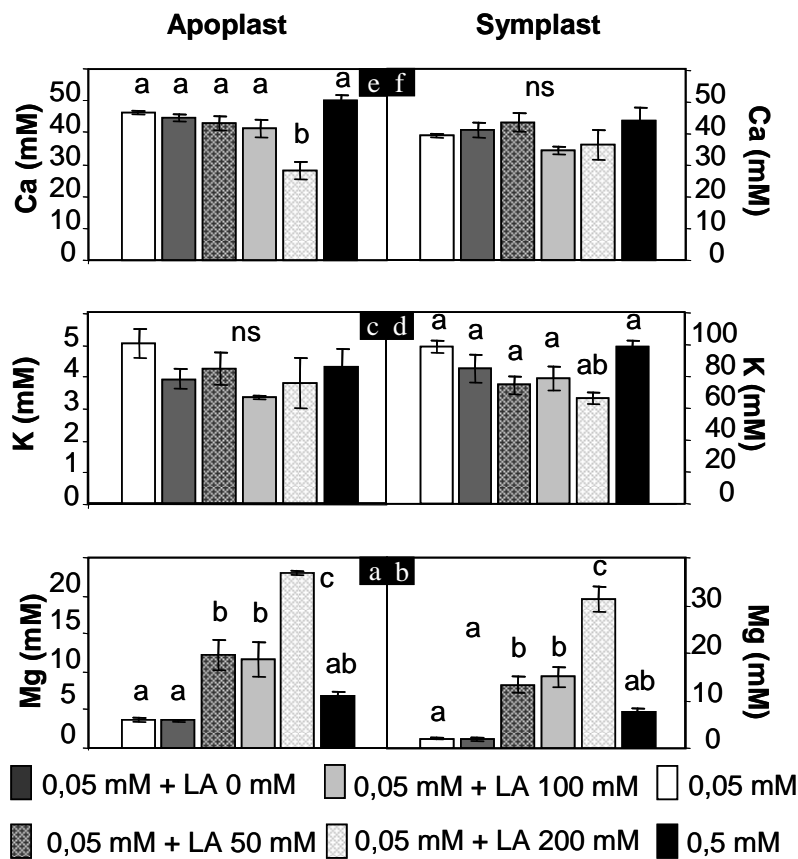 Apoplast Symplast
a a a a b a e f ns
50 40 30 20 10 0
Ca (mM)
50 40 30 20 10 0
Ca (mM)
ns c d a a a a ab a
5 4 3 2 1 0
K (mM)
100 80 60 40 20 0
K (mM)
a a b b c ab a b a a b b c ab
20 15 10 5 0
Mg (mM)
30 20 10 0
Mg (mM)
0,05 mM + LA 0 mM 0,05 mM + LA 100 mM 0,05 mM
0,05 mM + LA 50 mM 0,05 mM + LA 200 mM 0,5 mM